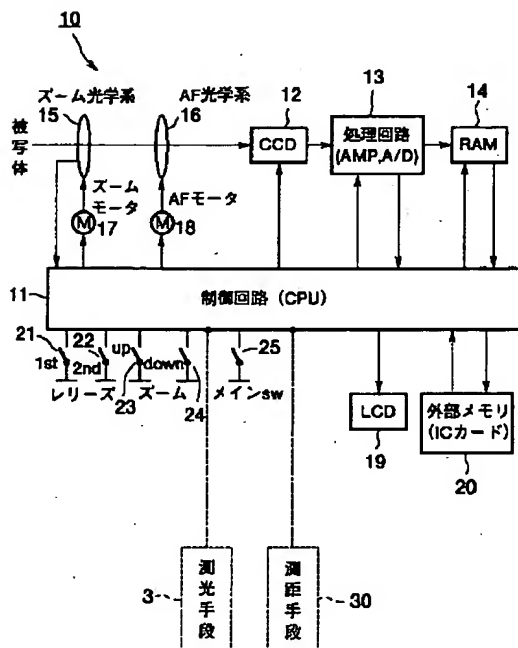 10
ズーム光学系
15
AF光学系
16
12
13
14
被写体
CCD
処理回路
(AMP,A/D)
RAM
ズーム
モータ
M
17
AFモータ
M
18
11
制御回路 (CPU)
21
1st
22
2nd
レリーズ
up
23
down
24
ズーム
25
メインsw
LCD
19
外部メモリ
(ICカード)
20
3
測光手段
測距手段
30